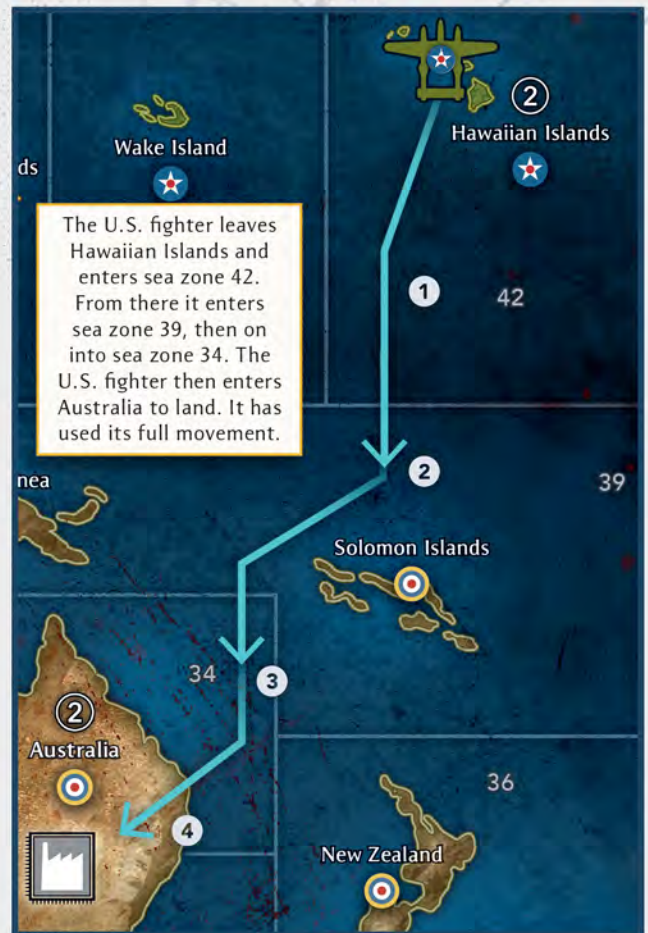 2
Hawaiian Islands
Wake Island
ds
The U.S. fighter leaves
Hawaiian Islands and
enters sea zone 42.
From there it enters
sea zone 39, then on
into sea zone 34. The
U.S. fighter then enters
Australia to land. It has
used its full movement.
1
42
2
39
nea
Solomon Islands
34
3
2
Australia
36
4
New Zealand